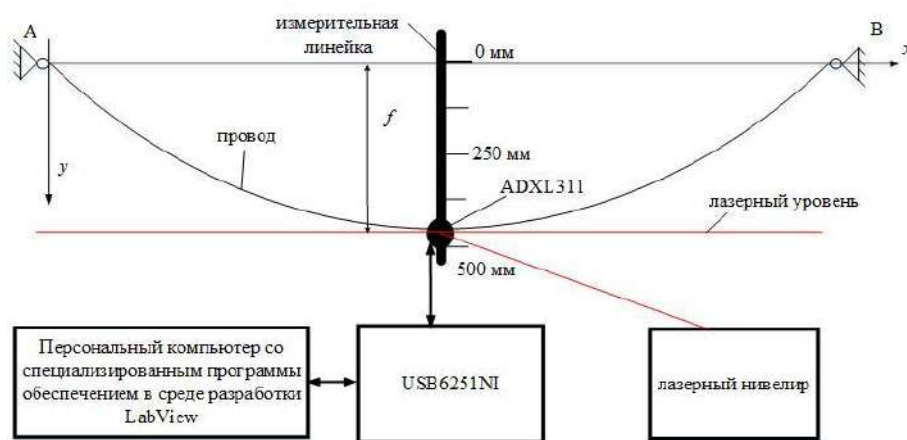 измерительная
линейка
A
B
x
0 мм
f
провод
250 мм
y
ADXL311
лазерный уровень
500 мм
Персональный компьютер со
специализированным программы
обеспечением в среде разработки
LabView
USB6251NI
лазерный нивелир